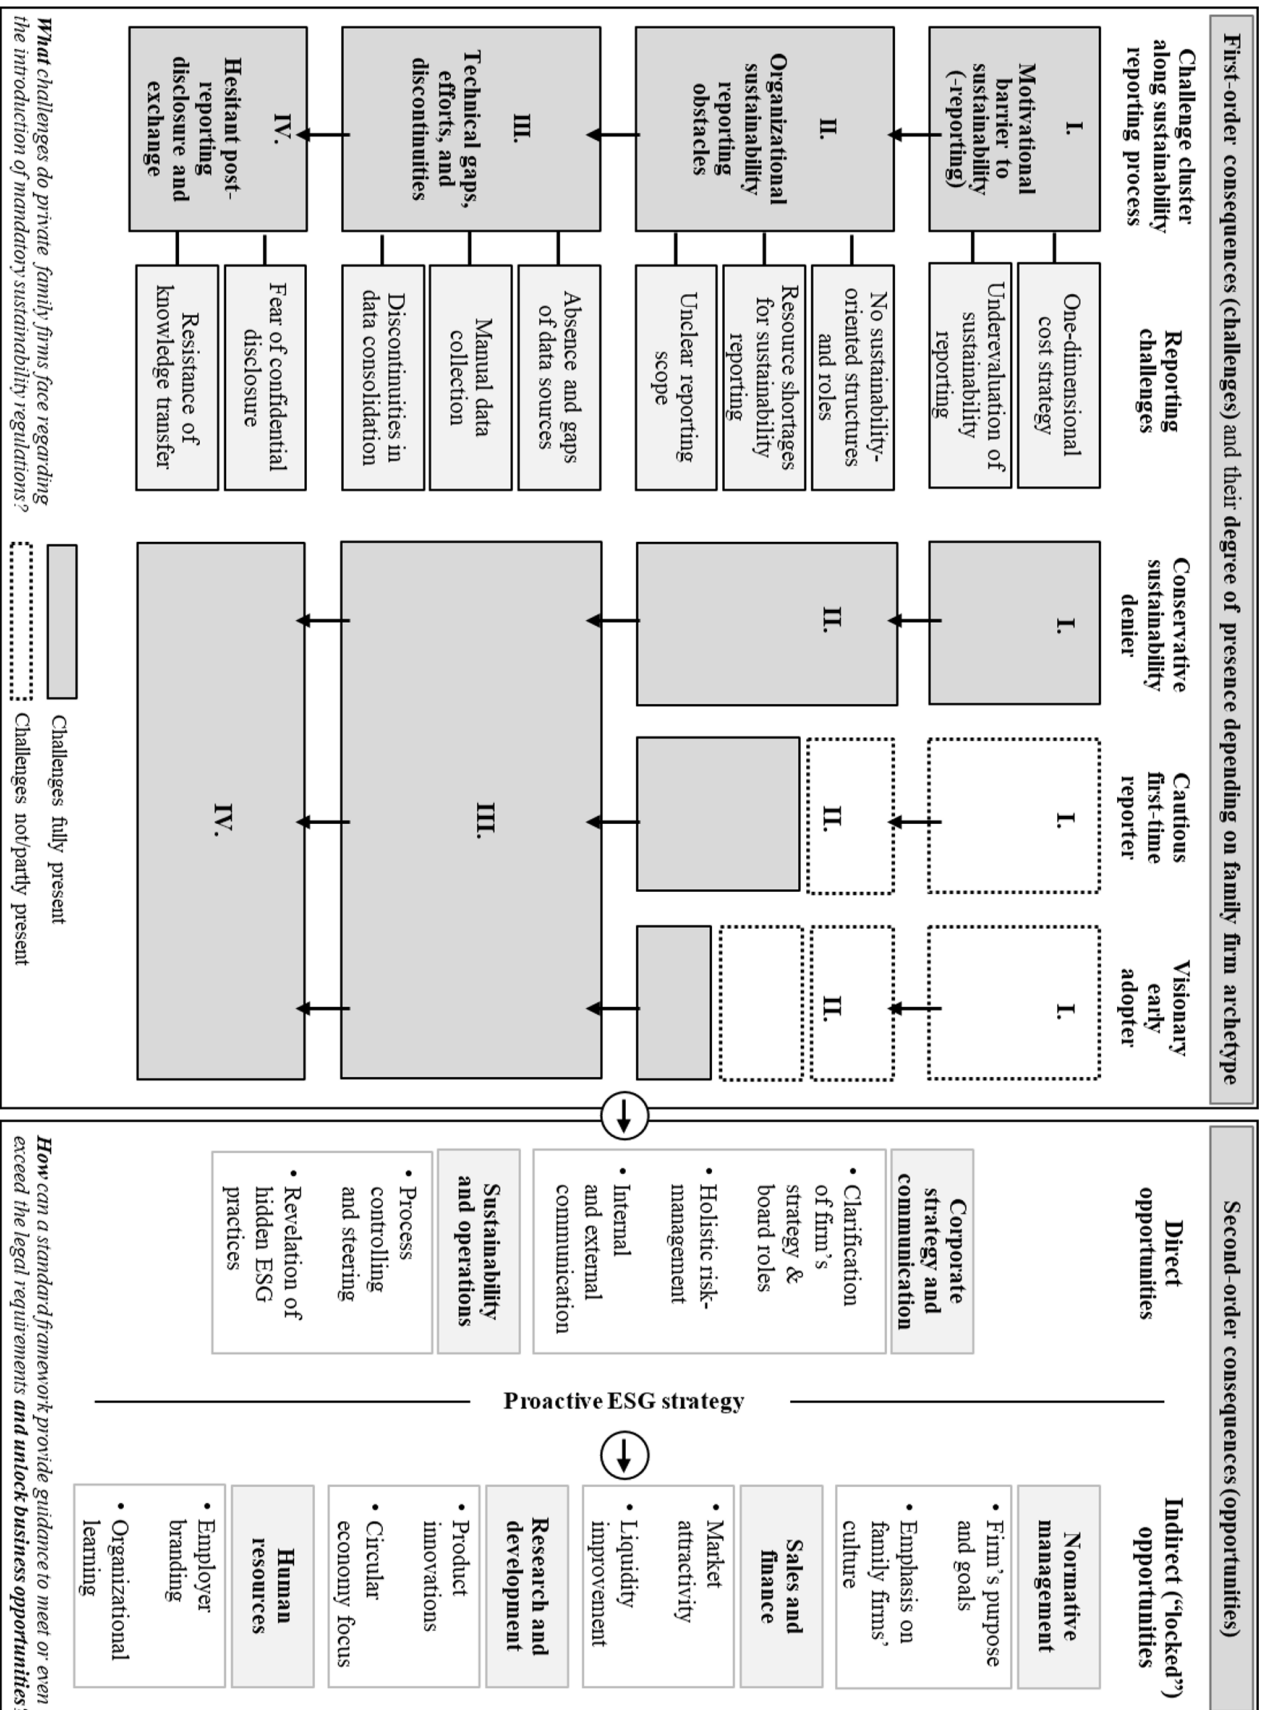 First-order consequences (challenges) and their degree of presence depending on family firm archetype
Challenge cluster
along sustainability
reporting process
Reporting
challenges
Conservative
sustainability
denier
Cautious
first-time
reporter
Visionary
early
adopter
I.
Motivational
barrier to
sustainability
(-reporting)
One-dimensional
cost strategy
Underevaluation of
sustainability
reporting
I.
I.
I.
II.
Organizational
sustainability
reporting
obstacles
No sustainability-
oriented structures
and roles
Resource shortages
for sustainability
reporting
Unclear reporting
scope
II.
II.
II.
III.
Technical gaps,
efforts, and
discontinuities
Absence and gaps
of data sources
Manual data
collection
Discontinuities in
data consolidation
III.
IV.
Hesitant post-
reporting
disclosure and
exchange
Fear of confidential
disclosure
Resistance of
knowledge transfer
IV.
What challenges do private family firms face regarding
the introduction of mandatory sustainability regulations?
Challenges fully present
Challenges not/partly present
Second-order consequences (opportunities)
Direct
opportunities
Corporate
strategy and
communication
• Clarification
of firm's
strategy &
board roles
• Holistic risk-
management
• Internal
and external
communication
Sustainability
and operations
• Process
controlling
and steering
• Revelation of
hidden ESG
practices
Proactive ESG strategy
Indirect (“locked”)
opportunities
Normative
management
• Firm's purpose
and goals
• Emphasis on
family firms'
culture
Sales and
finance
• Market
attractivity
• Liquidity
improvement
Research and
development
• Product
innovations
• Circular
economy focus
Human
resources
• Employer
branding
• Organizational
learning
How can a standard framework provide guidance to meet or even
exceed the legal requirements and unlock business opportunities?